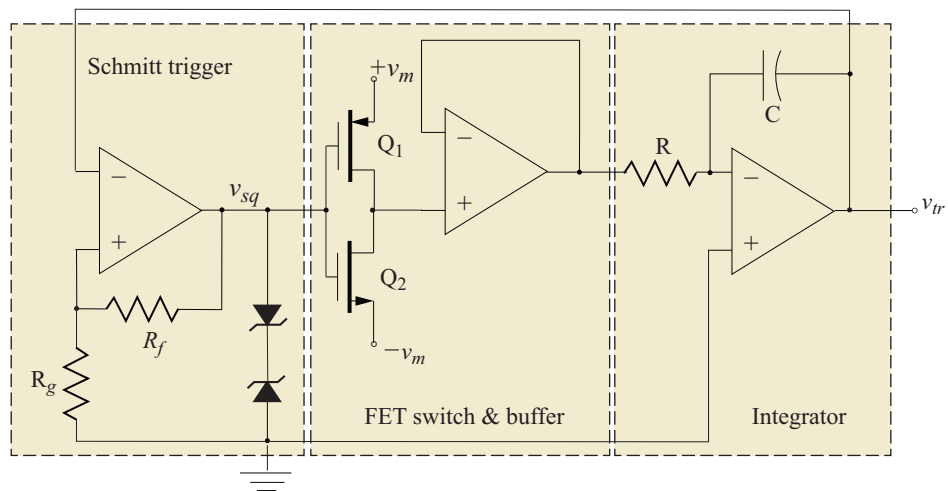 Schmitt trigger
+v_m
Q_1
C
R
−
+
v_sq
−
+
−
+
v_tr
Q_2
R_f
−v_m
R_g
FET switch & buffer
Integrator